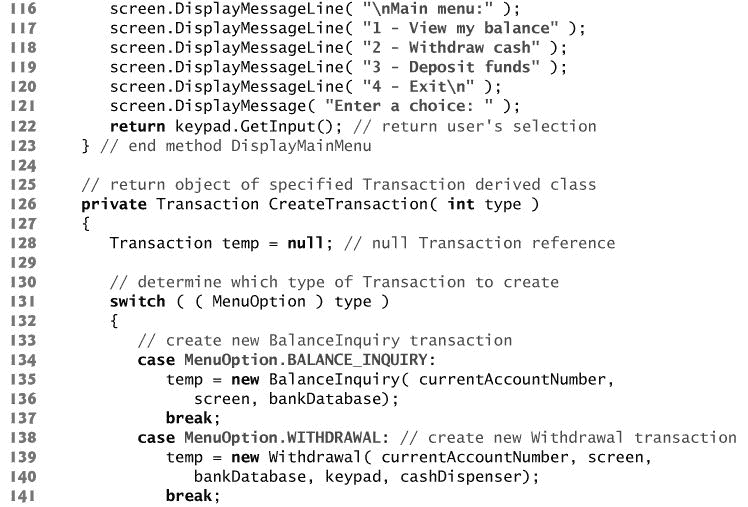 116 screen.DisplayMessageLine( "\nMain menu:" );
117 screen.DisplayMessageLine( "1 - View my balance" );
118 screen.DisplayMessageLine( "2 - Withdraw cash" );
119 screen.DisplayMessageLine( "3 - Deposit funds" );
120 screen.DisplayMessageLine( "4 - Exit\n" );
121 screen.DisplayMessage( "Enter a choice: " );
122 return keypad.GetInput(); // return user's selection
123 } // end method DisplayMainMenu
124
125 // return object of specified Transaction derived class
126 private Transaction CreateTransaction( int type )
127 {
128 Transaction temp = null; // null Transaction reference
129
130 // determine which type of Transaction to create
131 switch ( ( MenuOption ) type )
132 {
133 // create new BalanceInquiry transaction
134 case MenuOption.BALANCE_INQUIRY:
135 temp = new BalanceInquiry( currentAccountNumber,
136 screen, bankDatabase);
137 break;
138 case MenuOption.WITHDRAWAL: // create new Withdrawal transaction
139 temp = new Withdrawal( currentAccountNumber, screen,
140 bankDatabase, keypad, cashDispenser);
141 break;